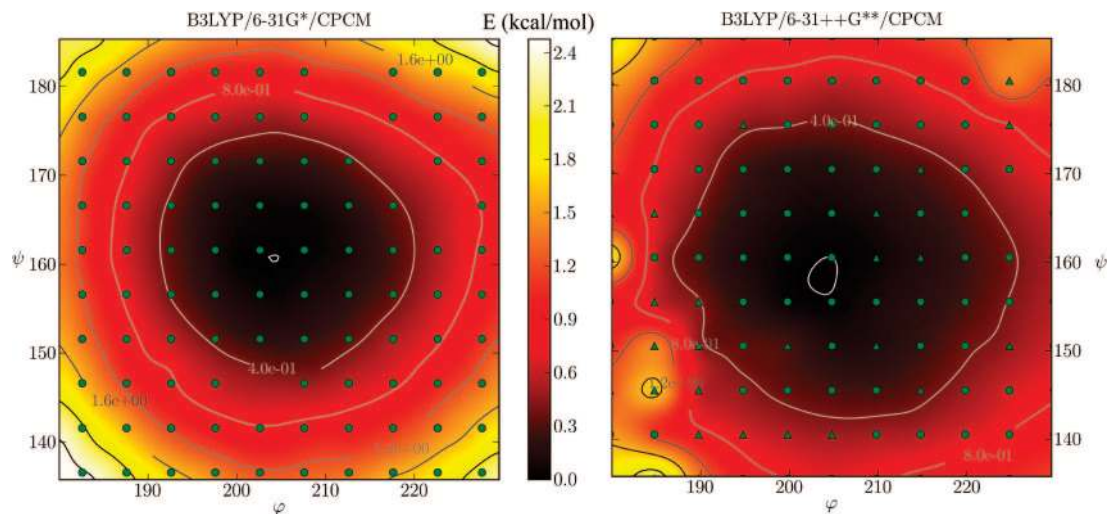 B3LYP/6-31G*/CPCM
E (kcal/mol)
B3LYP/6-31++G**/CPCM
1.6e+00
8.0e-01
4.0e-01
1.6e+00
180
170
160
150
140
ψ
190
200
210
220
φ
2.4
2.1
1.8
1.5
1.2
0.9
0.6
0.3
0.0
4.0e-01
8.0e-01
8.0e-01
180
170
160
150
140
ψ
190
200
210
220
φ